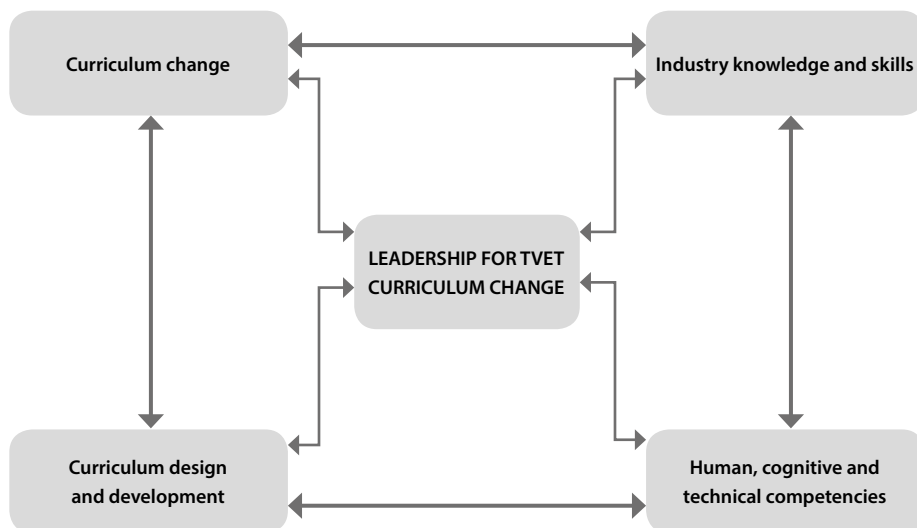 Curriculum change
Industry knowledge and skills
LEADERSHIP FOR TVET
CURRICULUM CHANGE
Curriculum design
and development
Human, cognitive and
technical competencies